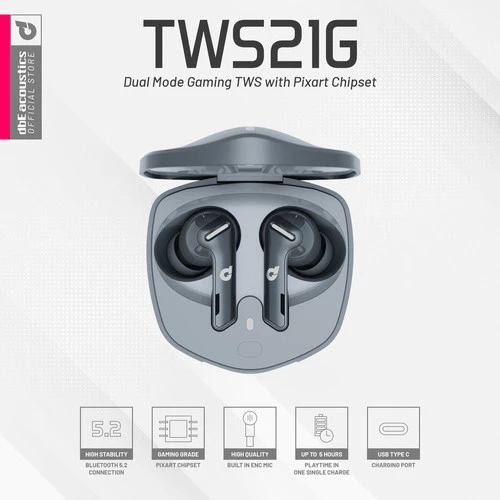 TWS21G
Dual Mode Gaming TWS with Pixart Chipset
dbE acoustics
OFFICIAL STORE
5.2
HIGH STABILITY
BLUETOOTH 5.2
CONNECTION
GAMING GRADE
PIXART CHIPSET
HIGH QUALITY
BUILT IN ENC MIC
UP TO 5 HOURS
PLAYTIME IN
ONE SINGLE CHARGE
USB TYPE C
CHARGING PORT